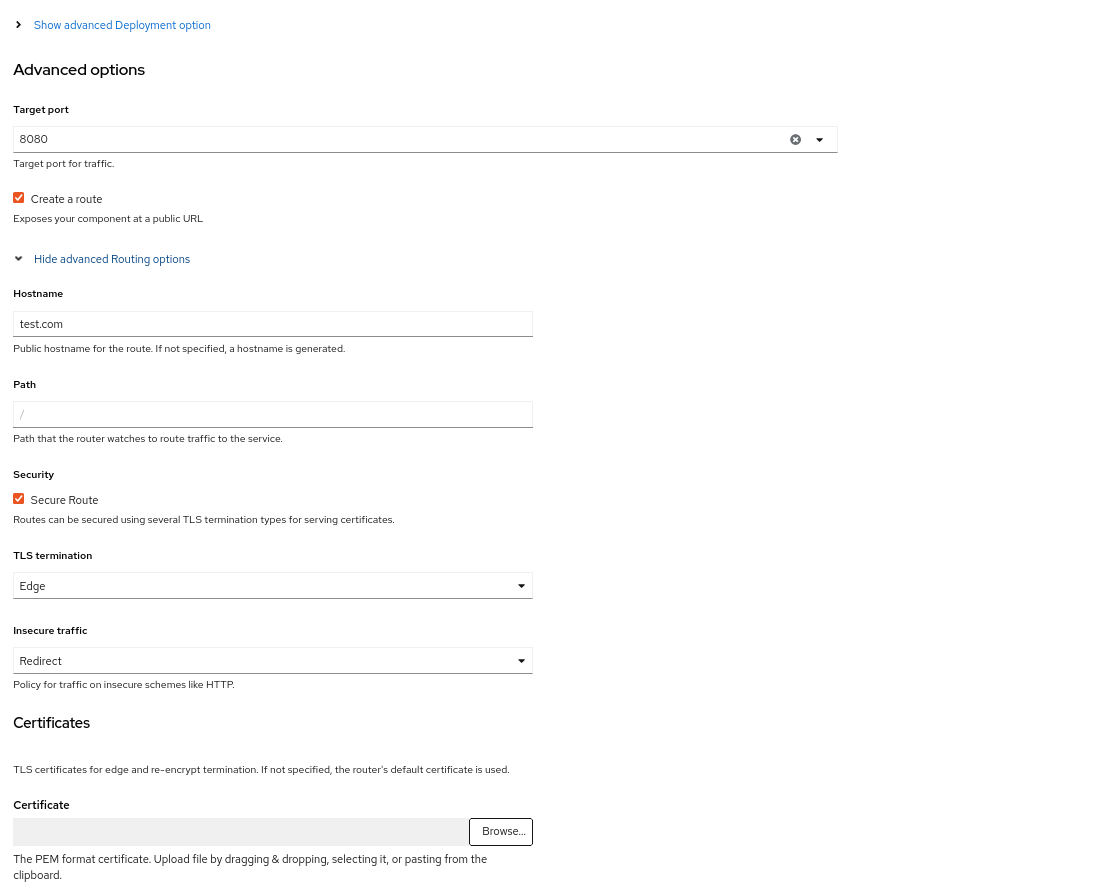 Show advanced Deployment option
Advanced options
Target port
8080
Target port for traffic.
Create a route
Exposes your component at a public URL
Hide advanced Routing options
Hostname
test.com
Public hostname for the route. If not specified, a hostname is generated.
Path
/
Path that the router watches to route traffic to the service.
Security
Secure Route
Routes can be secured using several TLS termination types for serving certificates.
TLS termination
Edge
Insecure traffic
Redirect
Policy for traffic on insecure schemes like HTTP.
Certificates
TLS certificates for edge and re-encrypt termination. If not specified, the router's default certificate is used.
Certificate
Browse...
The PEM format certificate. Upload file by dragging & dropping, selecting it, or pasting from the
clipboard.